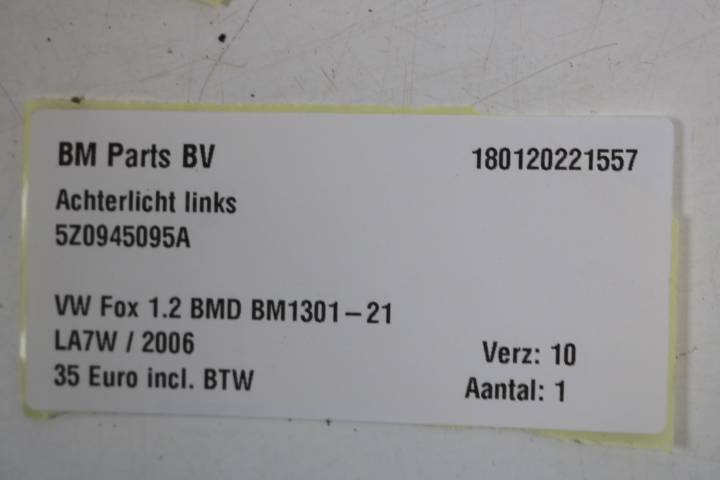 BM Parts BV 180120221557
Achterlicht links
5Z0945095A
VW Fox 1.2 BMD BM1301-21
LA7W / 2006 Verz: 10
35 Euro incl. BTW Aantal: 1